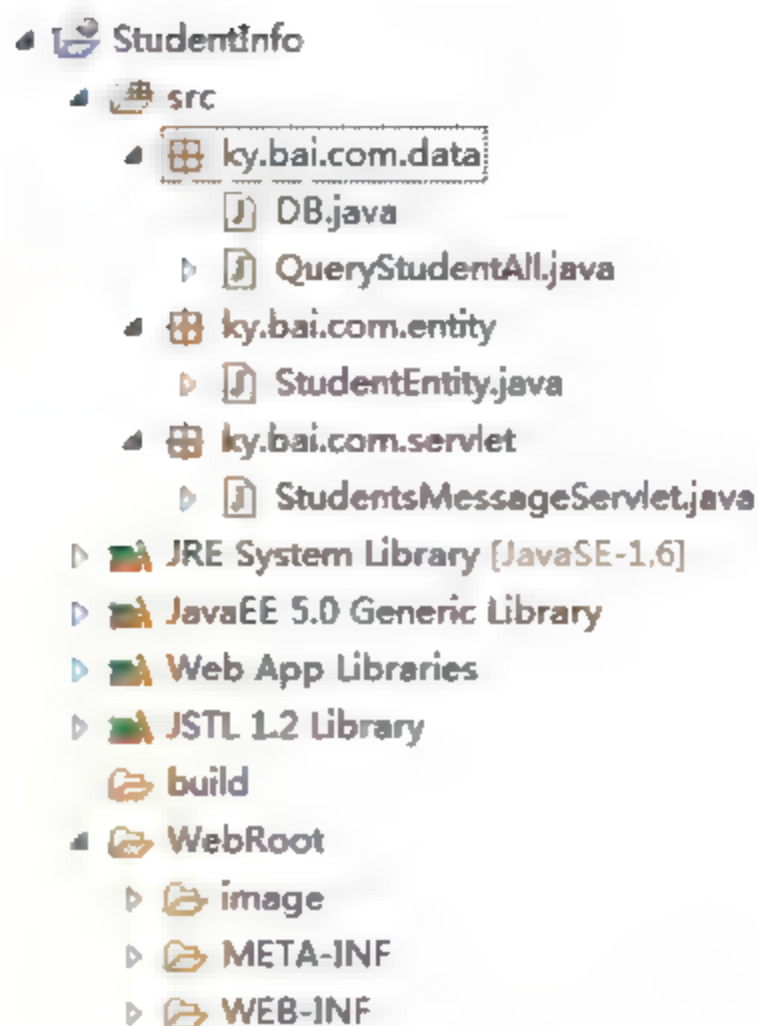 StudentInfo
src
ky.bai.com.data
DB.java
QueryStudentAll.java
ky.bai.com.entity
StudentEntity.java
ky.bai.com.servlet
StudentsMessageServlet.java
JRE System Library [JavaSE-1.6]
JavaEE 5.0 Generic Library
Web App Libraries
JSTL 1.2 Library
build
WebRoot
image
META-INF
WEB-INF